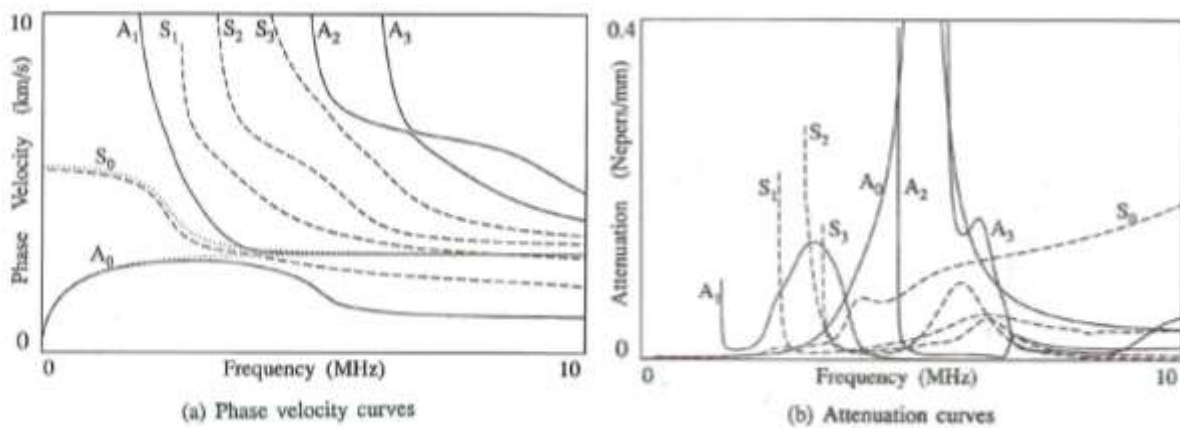 10
A1 S1 S2 S3 A2 A3
Phase Velocity (km/s)
S0
A0
0
0 Frequency (MHz) 10
(a) Phase velocity curves
0.4
S2
Attenuation (Nepers/mm)
A0 A2
S1
S0
S3 A3
A1
0
0 Frequency (MHz) 10
(b) Attenuation curves